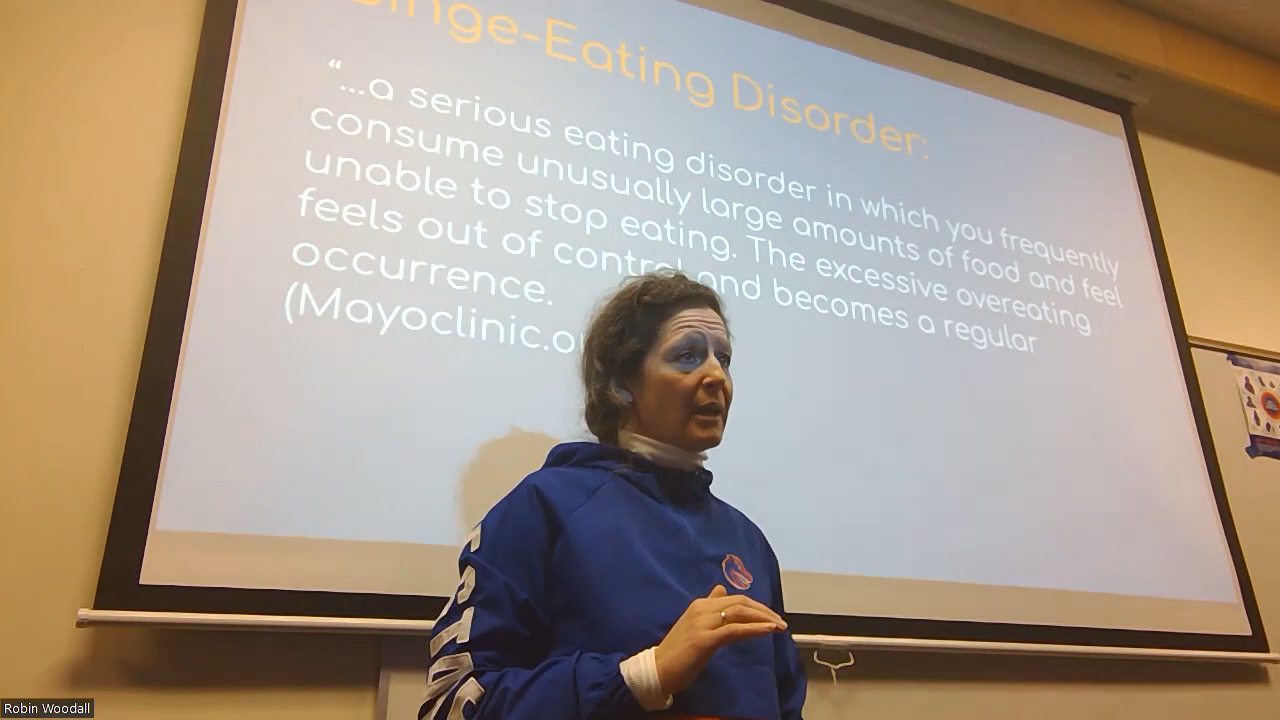 inge-Eating Disorder:
“...a serious eating disorder in which you frequently
consume unusually large amounts of food and feel
unable to stop eating. The excessive overeating
feels out of control and becomes a regular
occurrence.
(Mayoclinic.o
Robin Woodall